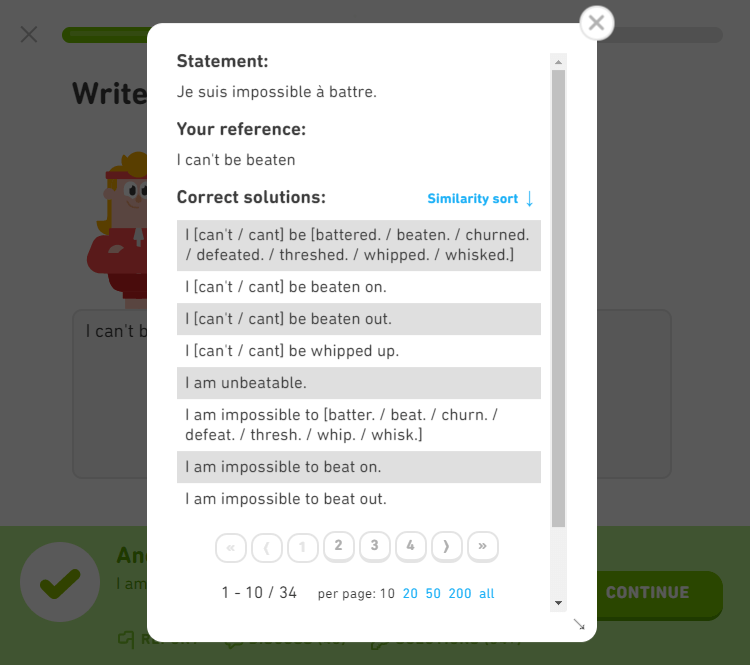 Write
Statement:
Je suis impossible à battre.
Your reference:
I can't be beaten
Correct solutions:
Similarity sort ↓
I [can't / cant] be [battered. / beaten. / churned.
/ defeated. / threshed. / whipped. / whisked.]
I [can't / cant] be beaten on.
I [can't / cant] be beaten out.
I can't b
I [can't / cant] be whipped up.
I am unbeatable.
I am impossible to [batter. / beat. / churn. /
defeat. / thresh. / whip. / whisk.]
I am impossible to beat on.
I am impossible to beat out.
« ⟨ 1 2 3 4 ⟩ »
An
I am
1 - 10 / 34 per page: 10 20 50 200 all
CONTINUE